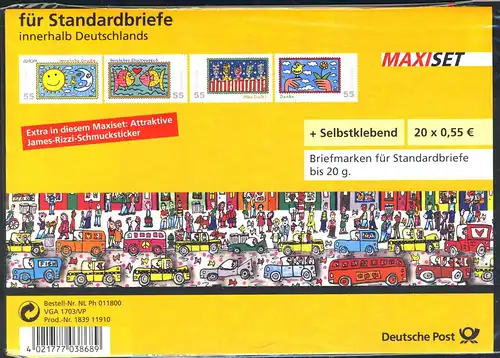 für Standardbriefe
innerhalb Deutschlands
MAXISET
55
55
55
55
Extra in diesem Maxiset: Attraktive
James-Rizzi-Schmucksticker
+ Selbstklebend
20 x 0,55 €
Briefmarken für Standardbriefe
bis 20 g.
Bestell-Nr. NL Ph 011800
VGA 1703/VP
Prod.-Nr. 1839 11910
4 021777 038689
Deutsche Post